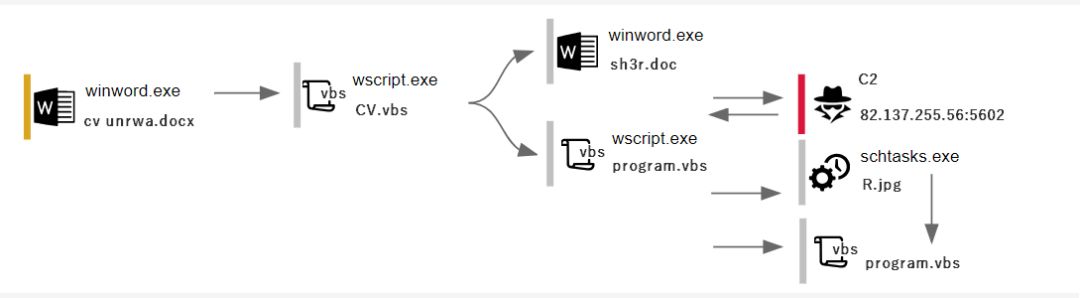 winword.exe
cv unrwa.docx
W
vbs
wscript.exe
CV.vbs
W
winword.exe
sh3r.doc
vbs
wscript.exe
program.vbs
C2
82.137.255.56:5602
schtasks.exe
R.jpg
vbs
program.vbs